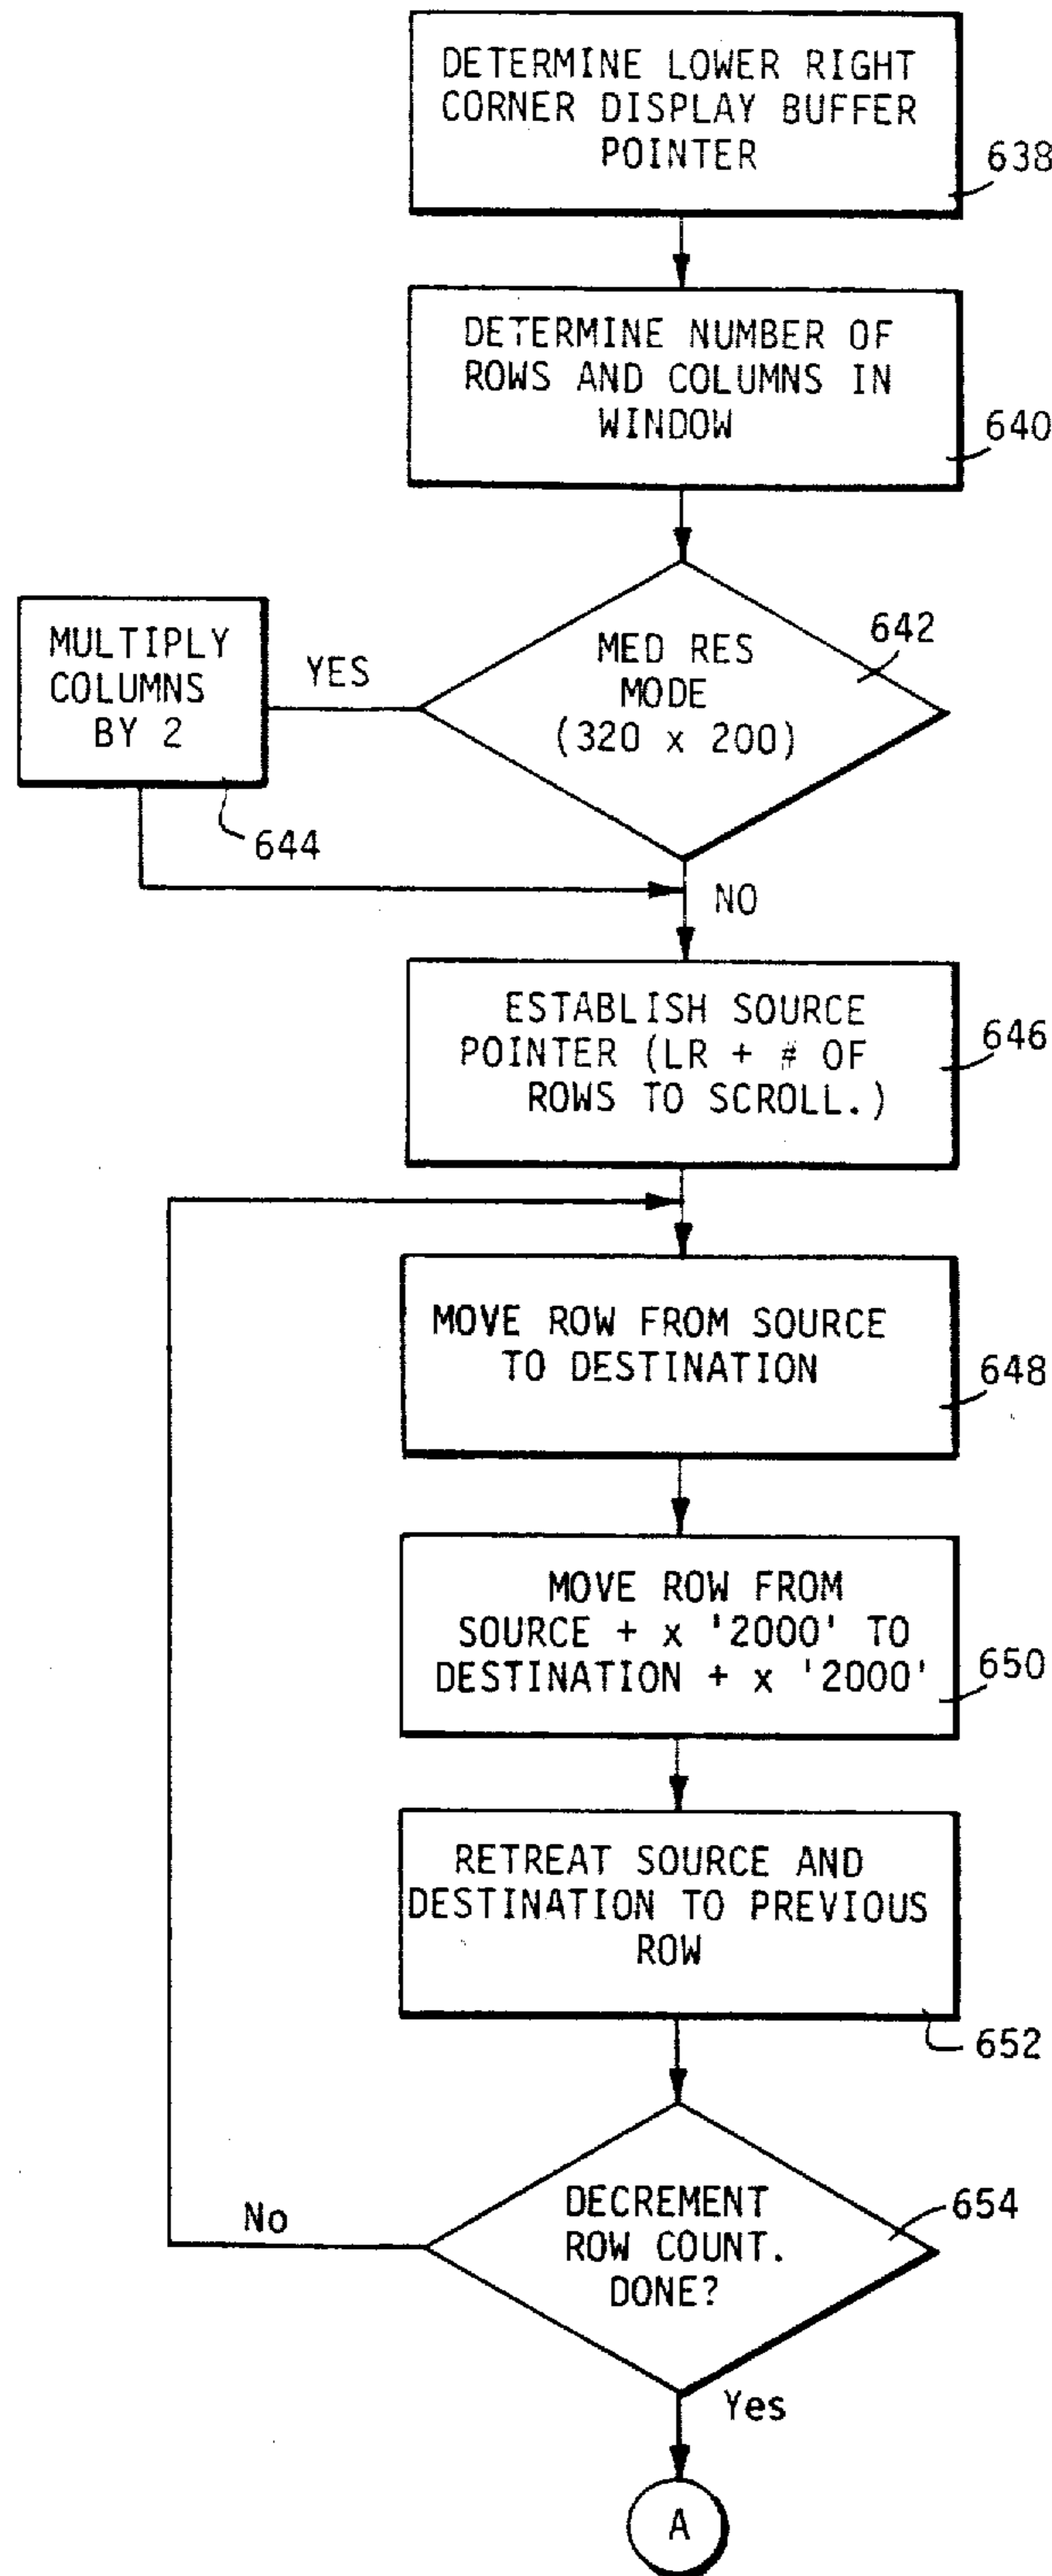 DETERMINE LOWER RIGHT
CORNER DISPLAY BUFFER
POINTER
638
DETERMINE NUMBER OF
ROWS AND COLUMNS IN
WINDOW
640
MED RES
MODE
(320 x 200)
642
YES
MULTIPLY
COLUMNS
BY 2
644
NO
ESTABLISH SOURCE
POINTER (LR + # OF
ROWS TO SCROLL.)
646
MOVE ROW FROM SOURCE
TO DESTINATION
648
MOVE ROW FROM
SOURCE + x '2000' TO
DESTINATION + x '2000'
650
RETREAT SOURCE AND
DESTINATION TO PREVIOUS
ROW
652
DECREMENT
ROW COUNT.
DONE?
654
No
Yes
A